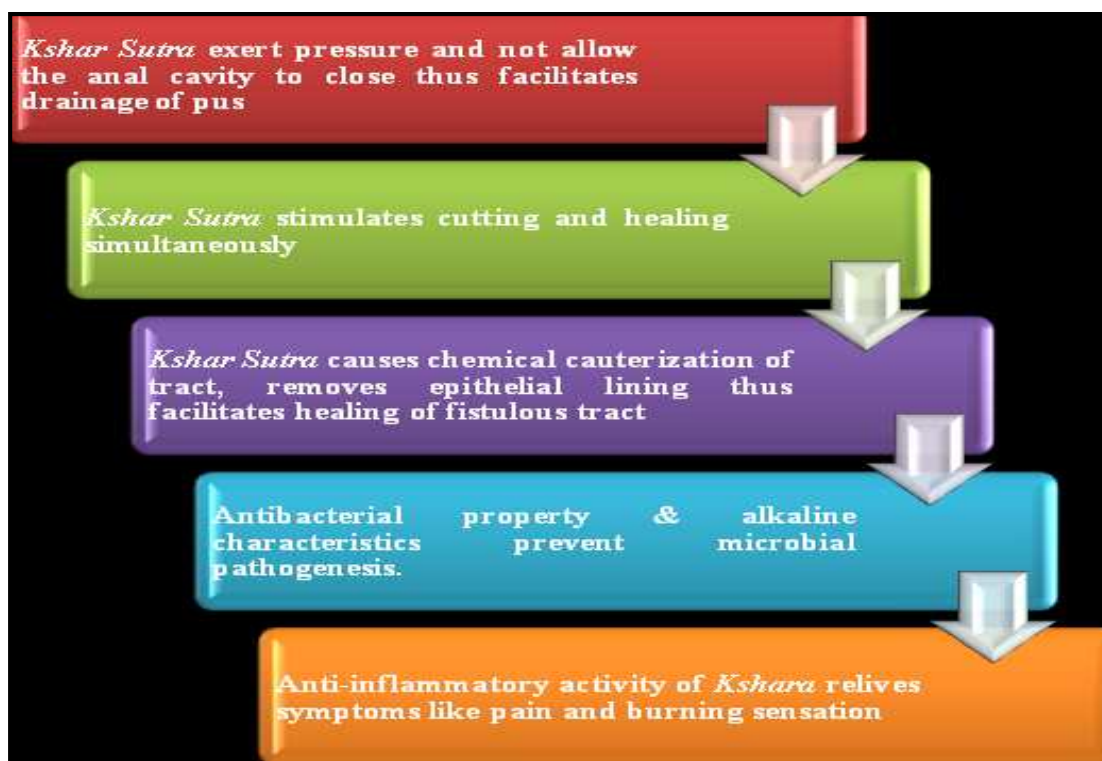 Kshar Sutra exert pressure and not allow
the anal cavity to close thus facilitates
drainage of pus
Kshar Sutra stimulates cutting and healing
simultaneously
Kshar Sutra causes chemical cauterization of
tract, removes epithelial lining thus
facilitates healing of fistulous tract
Antibacterial property & alkaline
characteristics prevent microbial
pathogenesis.
Anti-inflammatory activity of Kshara relives
symptoms like pain and burning sensation